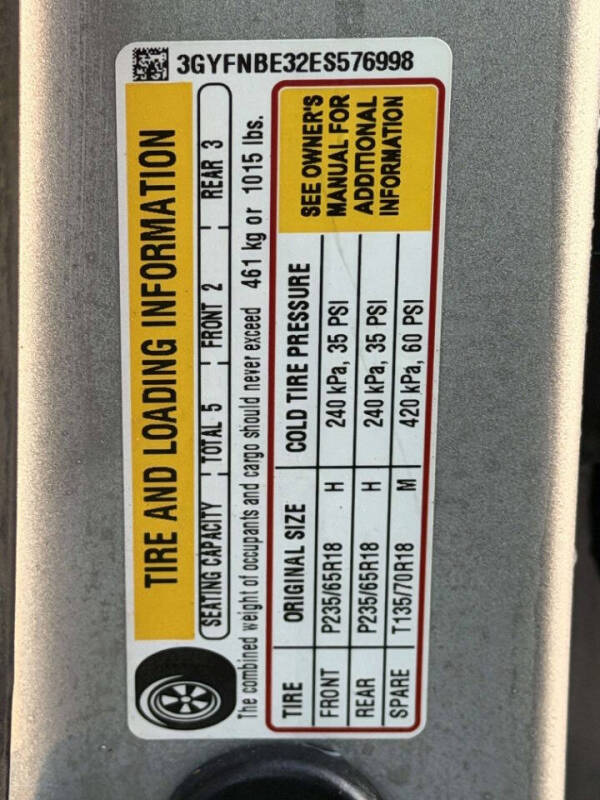 3GYFNBE32ES576998
TIRE AND LOADING INFORMATION
SEATING CAPACITY TOTAL 5 FRONT 2 REAR 3
The combined weight of occupants and cargo should never exceed 461 kg or 1015 lbs.
TIRE ORIGINAL SIZE COLD TIRE PRESSURE
FRONT P235/65R18 H 240 kPa, 35 PSI
REAR P235/65R18 H 240 kPa, 35 PSI
SPARE T135/70R18 M 420 kPa, 60 PSI
SEE OWNER'S
MANUAL FOR
ADDITIONAL
INFORMATION